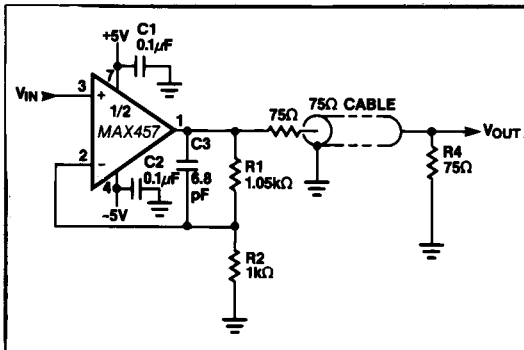 +5V
C1
0.1μF
7
VIN
3
+
1/2
MAX457
1
2
−
4
C2
0.1μF
−5V
C3
6.8
pF
R1
1.05kΩ
R2
1kΩ
75Ω
75Ω CABLE
VOUT
R4
75Ω